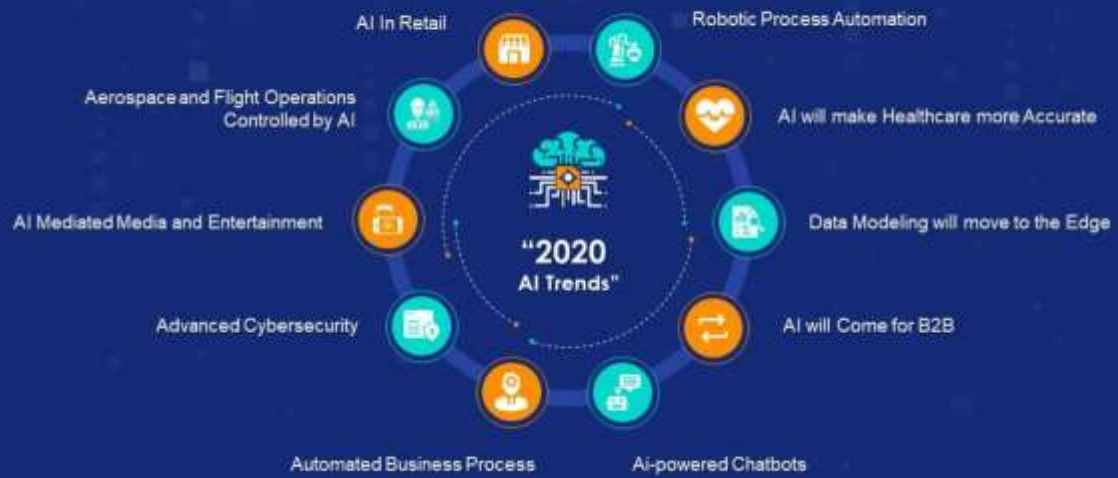 AI In Retail
Robotic Process Automation
Aerospace and Flight Operations
Controlled by AI
AI will make Healthcare more Accurate
AI Mediated Media and Entertainment
Data Modeling will move to the Edge
“2020
AI Trends”
Advanced Cybersecurity
AI will Come for B2B
Automated Business Process
Ai-powered Chatbots